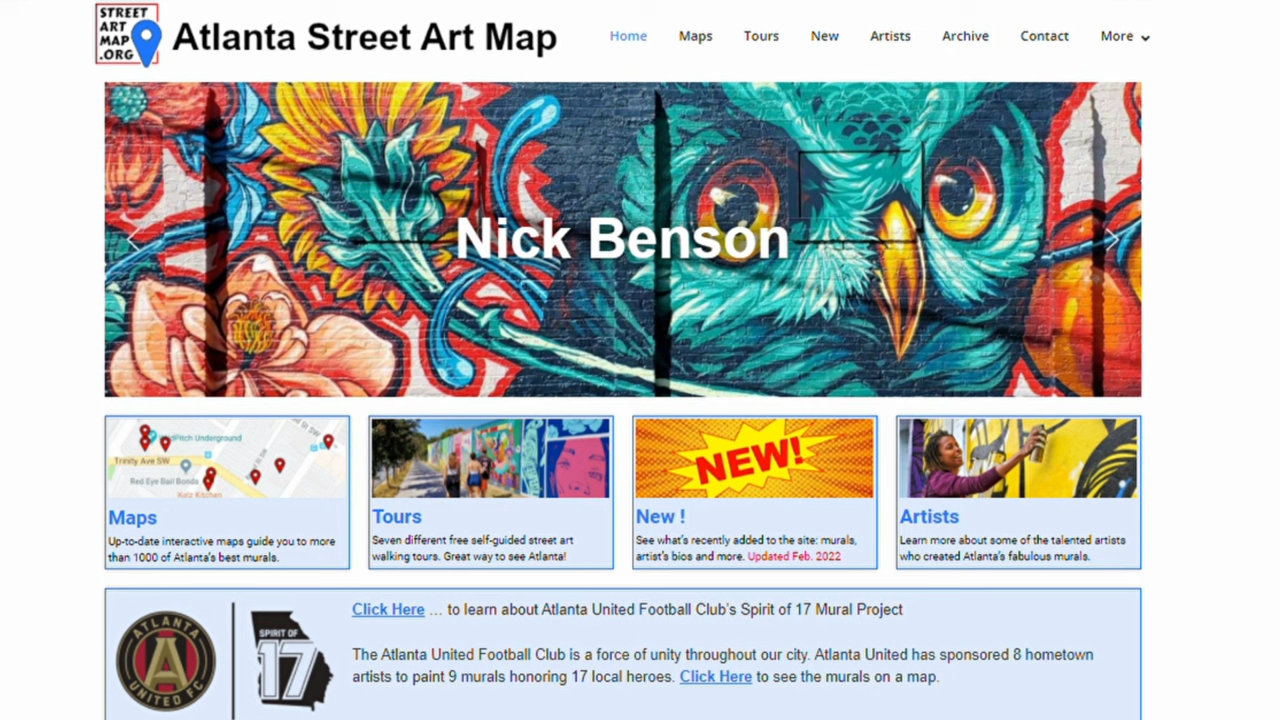 STREET
ART
MAP
.ORG
Atlanta Street Art Map
Home Maps Tours New Artists Archive Contact More
Nick Benson
Pitch Underground
Trinity Ave SW
Red Eye Bail Bonds
Kaiz Kitchen
NEW!
Maps
Up-to-date interactive maps guide you to more
than 1000 of Atlanta's best murals.
Tours
Seven different free self-guided street art
walking tours. Great way to see Atlanta!
New !
See what's recently added to the site: murals,
artist's bios and more. Updated Feb. 2022
Artists
Learn more about some of the talented artists
who created Atlanta's fabulous murals.
ATLANTA
A
UNITED FC
SPIRIT OF
17
Click Here ... to learn about Atlanta United Football Club's Spirit of 17 Mural Project
The Atlanta United Football Club is a force of unity throughout our city. Atlanta United has sponsored 8 hometown
artists to paint 9 murals honoring 17 local heroes. Click Here to see the murals on a map.